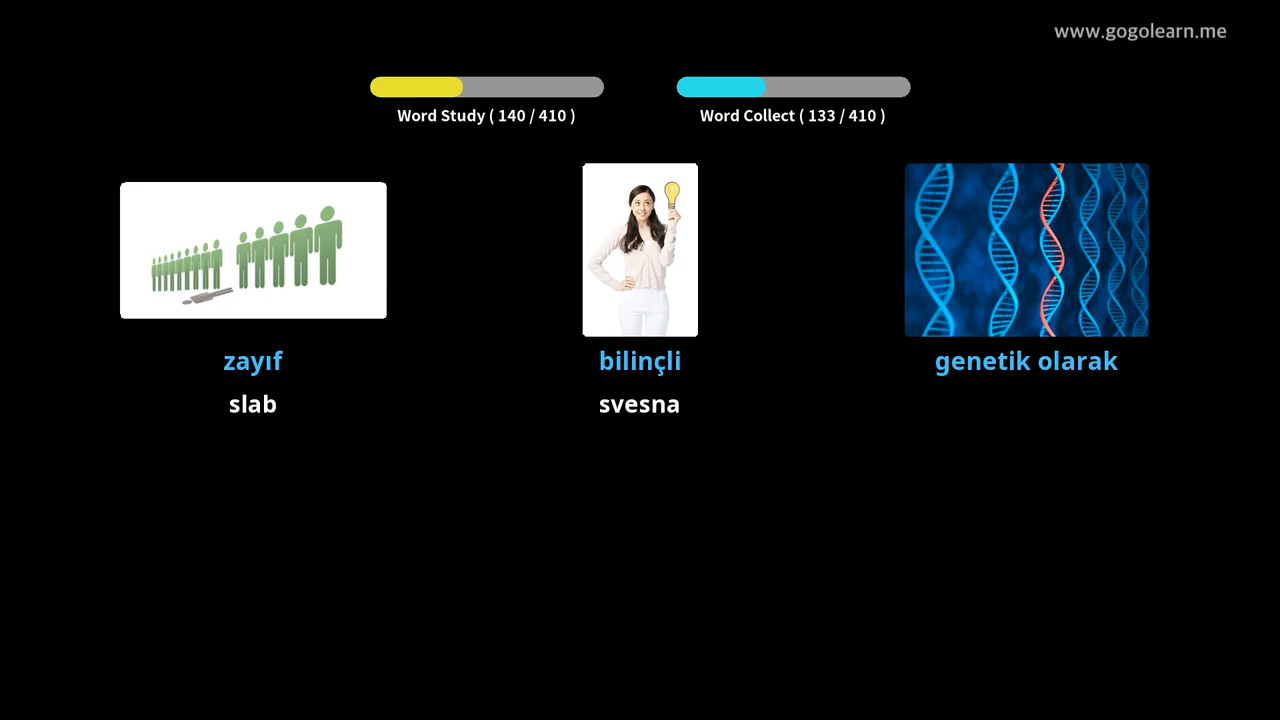 www.gogolearn.me
Word Study ( 140 / 410 )
Word Collect ( 133 / 410 )
zayıf
bilinçli
genetik olarak
slab
svesna